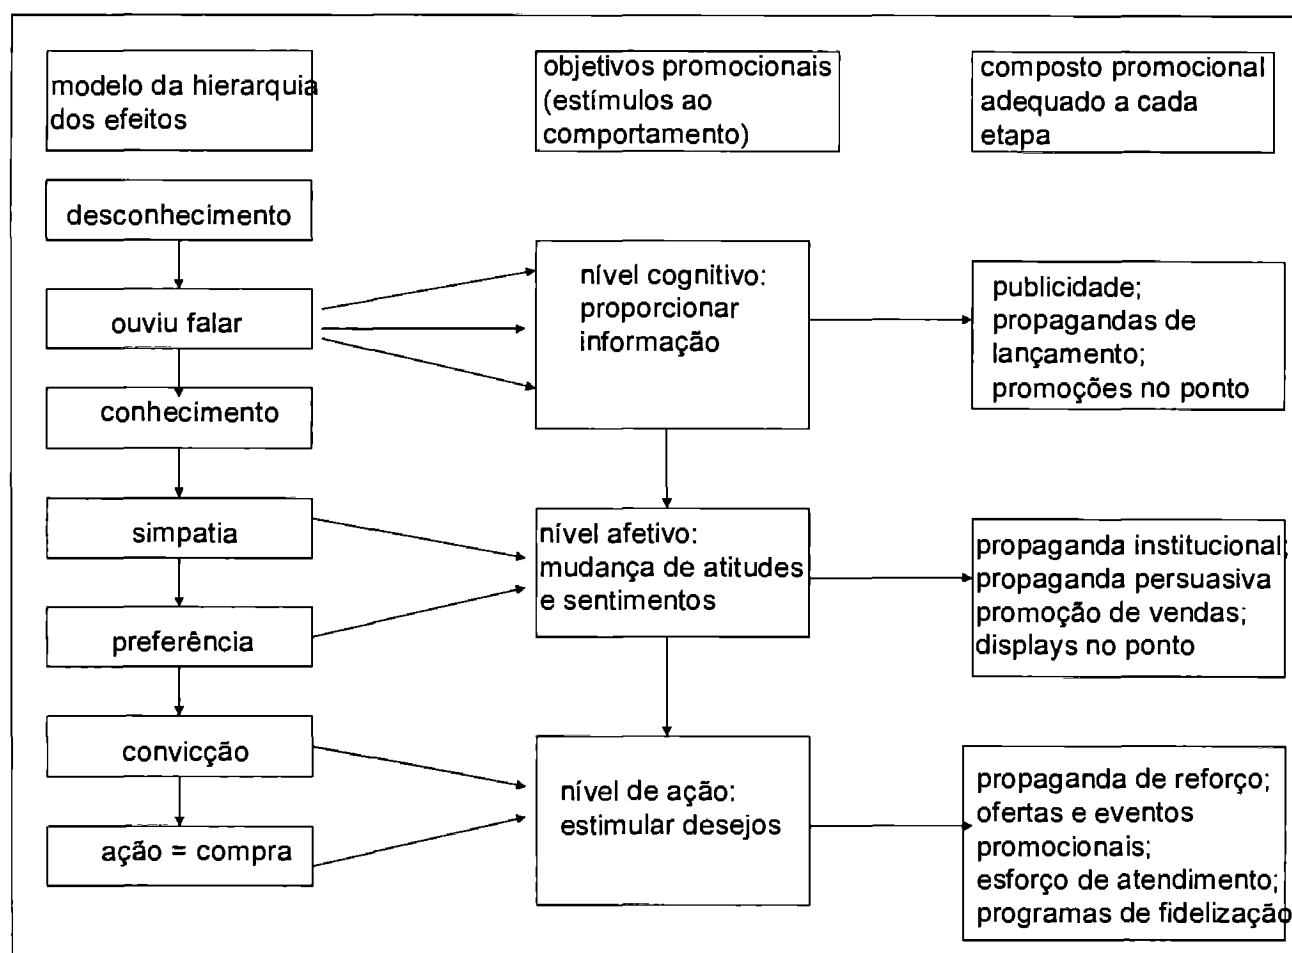 modelo da hierarquia
dos efeitos
objetivos promocionais
(estímulos ao
comportamento)
composto promocional
adequado a cada
etapa
desconhecimento
ouviu falar
conhecimento
simpatia
preferência
convicção
ação = compra
nível cognitivo:
proporcionar
informação
nível afetivo:
mudança de atitudes
e sentimentos
nível de ação:
estimular desejos
publicidade;
propagandas de
lançamento;
promoções no ponto
propaganda institucional;
propaganda persuasiva
promoção de vendas;
displays no ponto
propaganda de reforço;
ofertas e eventos
promocionais;
esforço de atendimento;
programas de fidelização